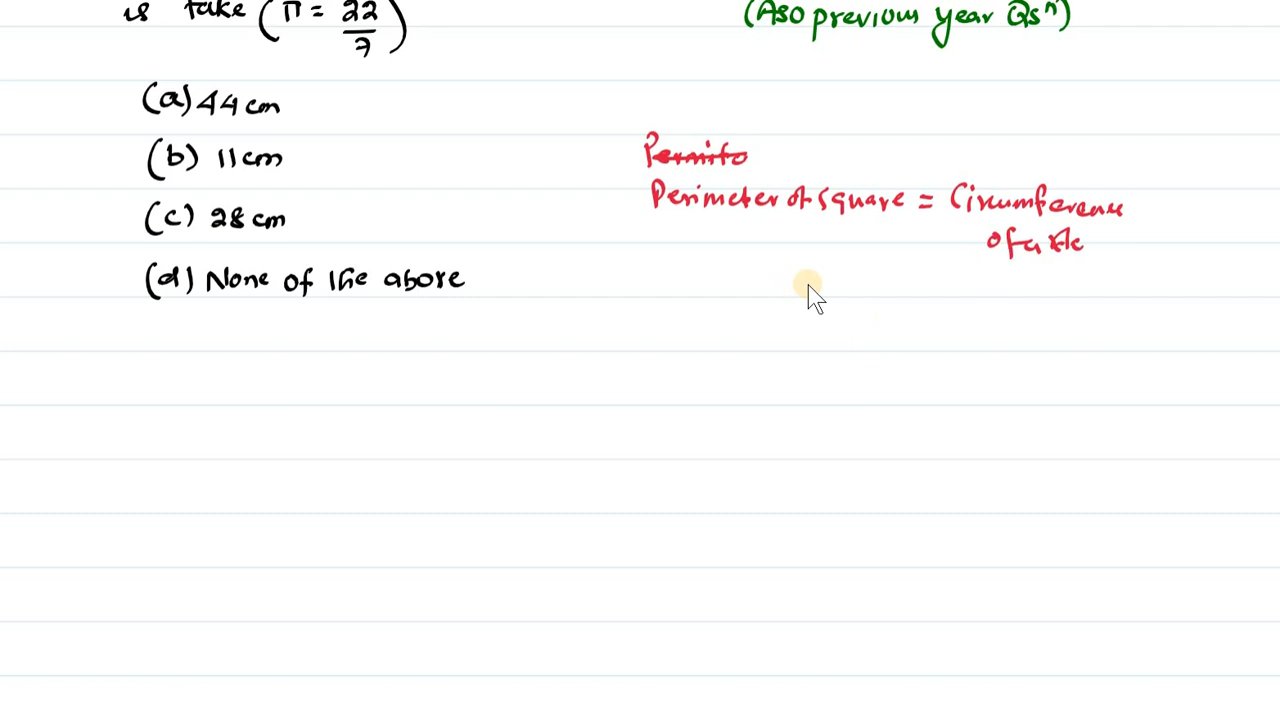 is take (π = 22/7)
(ASO previous year Qsⁿ)
(a) 44 cm
(b) 11 cm
(c) 28 cm
(d) None of the above
Permito
Perimeter of square = Circumference
of a